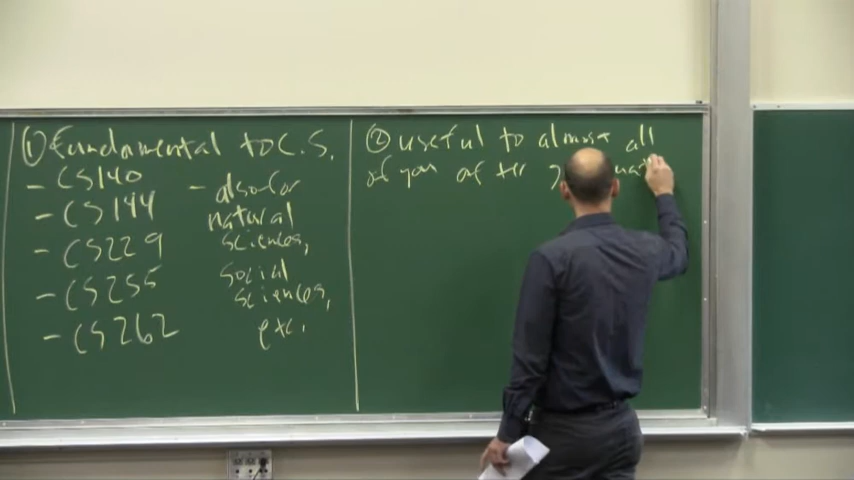 ① Fundamental to C.S.
- CS140
- CS144
- CS229
- CS255
- CS262
- also for
natural
sciences,
social
sciences,
etc.
② useful to almost all
of you after